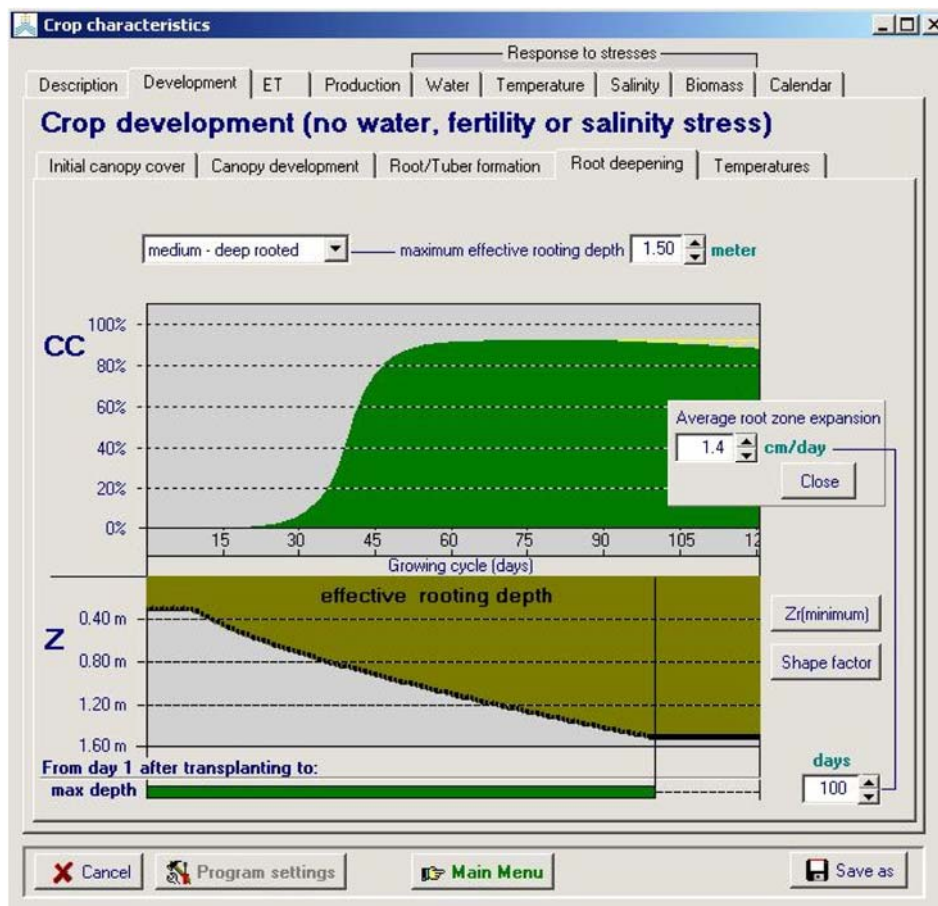 Crop characteristics
Response to stresses
Description Development ET Production Water Temperature Salinity Biomass Calendar
Crop development (no water, fertility or salinity stress)
Initial canopy cover Canopy development Root/Tuber formation Root deepening Temperatures
medium - deep rooted maximum effective rooting depth 1.50 meter
CC
100%
80%
60%
40%
20%
0%
Average root zone expansion
1.4 cm/day
Close
15 30 45 60 75 90 105 12
Growing cycle (days)
effective rooting depth
Z
0.40 m
0.80 m
1.20 m
1.60 m
Zr(minimum)
Shape factor
From day 1 after transplanting to:
max depth
days
100
Cancel Program settings Main Menu Save as